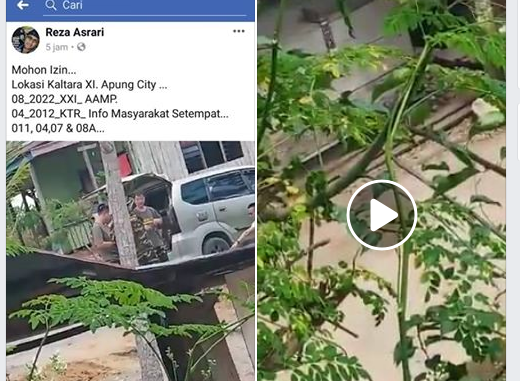 Cari
Reza Asrari
5 jam
Mohon Izin...
Lokasi Kaltara XI. Apung City ...
08_2022_XXI_ AAMP.
04_2012_KTR_ Info Masyarakat Setempat...
011, 04,07 & 08A...